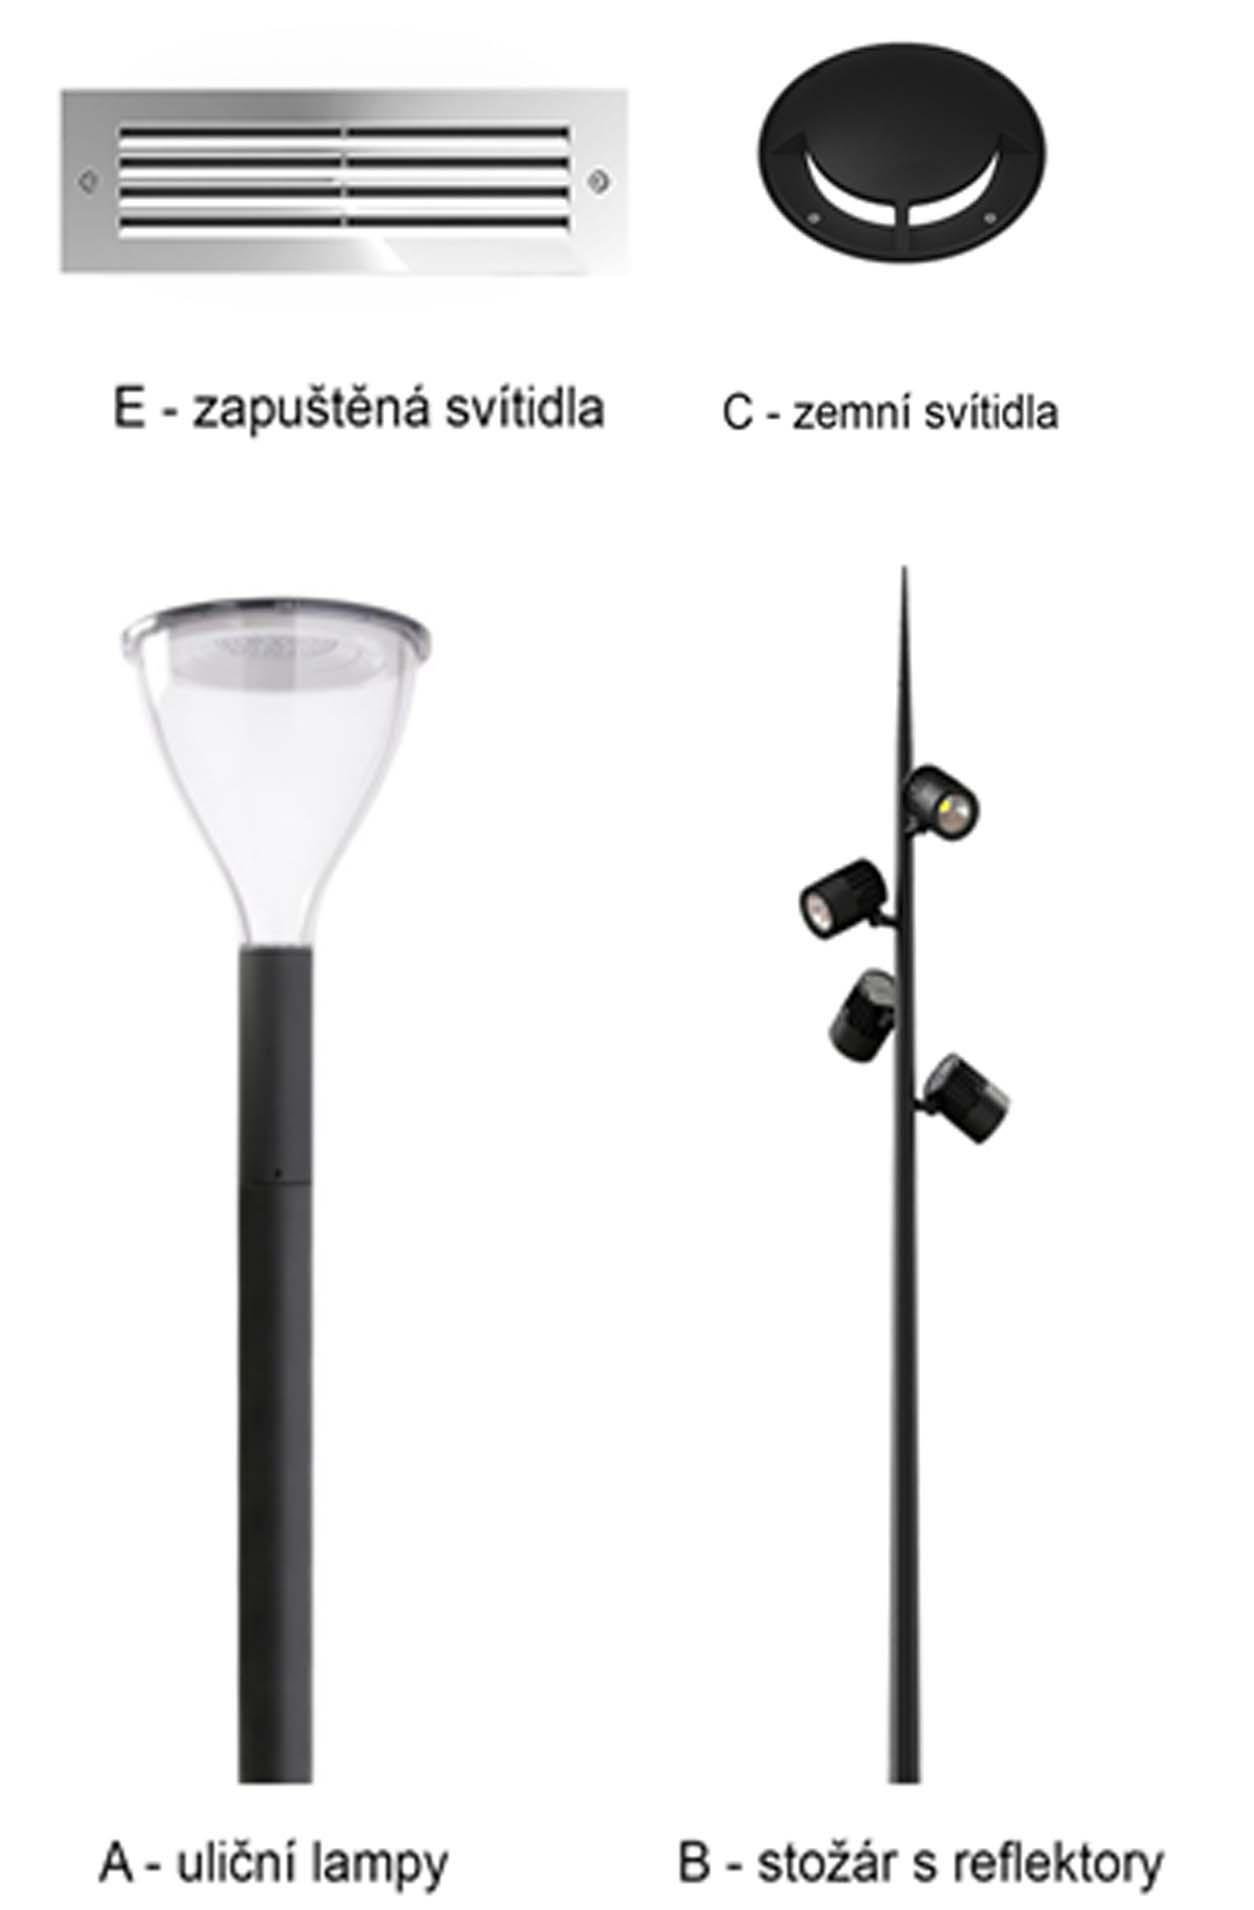 E - zapuštěná svítidla
C - zemní svítidla
A - uliční lampy
B - stožár s reflektory